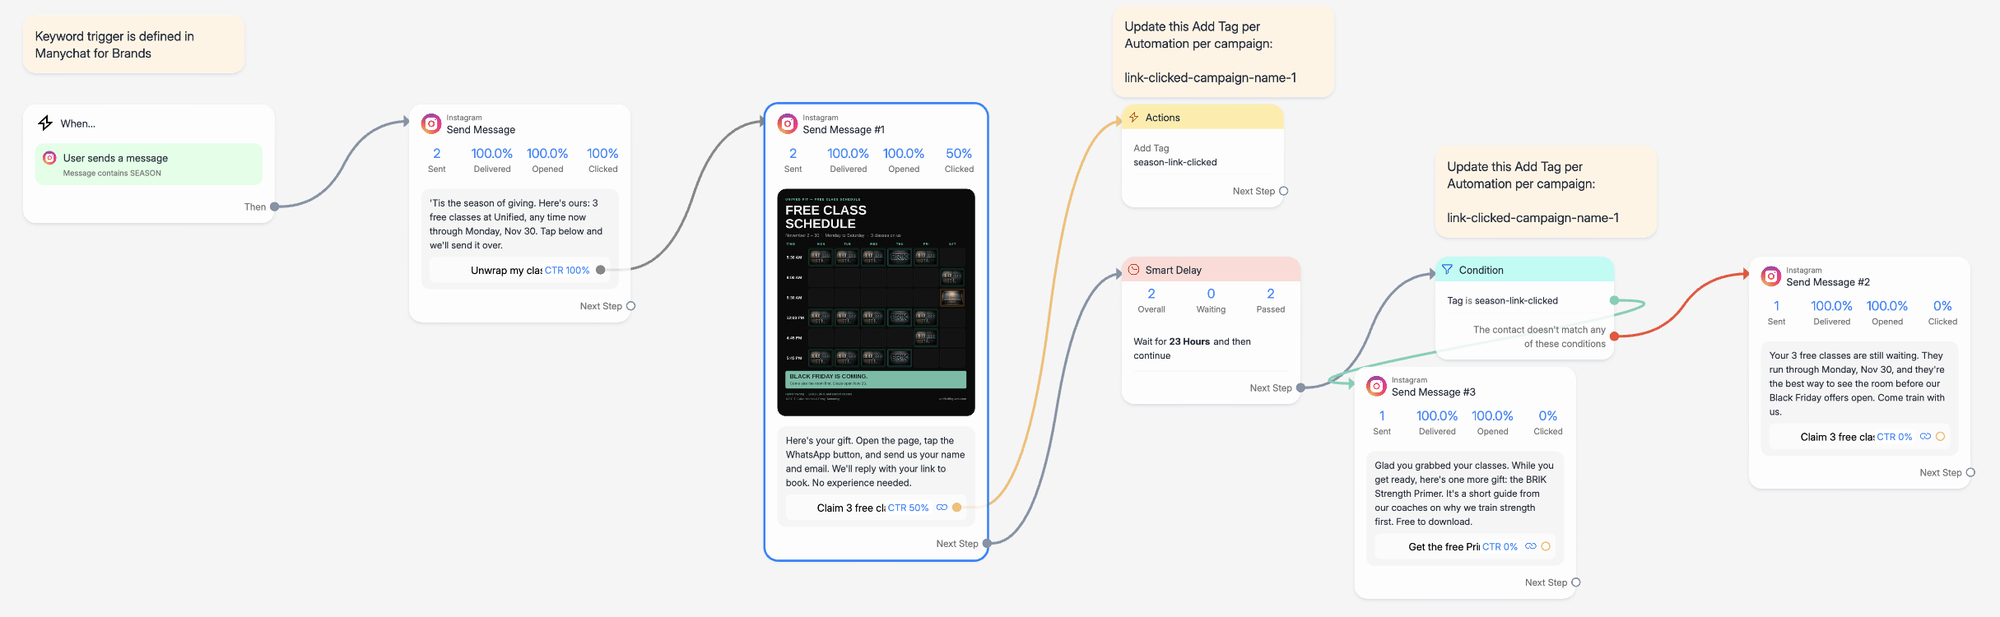 Keyword trigger is defined in
Manychat for Brands
When...
User sends a message
Message contains SEASON
Then
Instagram
Send Message
2
100.0%
100.0%
100%
Sent
Delivered
Opened
Clicked
'Tis the season of giving. Here's ours: 3
free classes at Unified, any time now
through Monday, Nov 30. Tap below and
we'll send it over.
Unwrap my clas
CTR 100%
Next Step
Instagram
Send Message #1
2
100.0%
100.0%
50%
Sent
Delivered
Opened
Clicked
FREE CLASS
SCHEDULE
BLACK FRIDAY IS COMING.
Here's your gift. Open the page, tap the
WhatsApp button, and send us your name
and email. We'll reply with your link to
book. No experience needed.
Claim 3 free cla
CTR 50%
Next Step
Update this Add Tag per
Automation per campaign:
link-clicked-campaign-name-1
Actions
Add Tag
season-link-clicked
Next Step
Smart Delay
2
0
2
Overall
Waiting
Passed
Wait for 23 Hours and then
continue
Next Step
Update this Add Tag per
Automation per campaign:
link-clicked-campaign-name-1
Condition
Tag is season-link-clicked
The contact doesn't match any
of these conditions
Instagram
Send Message #3
1
100.0%
100.0%
0%
Sent
Delivered
Opened
Clicked
Glad you grabbed your classes. While you
get ready, here's one more gift: the BRIK
Strength Primer. It's a short guide from
our coaches on why we train strength
first. Free to download.
Get the free Pri
CTR 0%
Next Step
Instagram
Send Message #2
1
100.0%
100.0%
0%
Sent
Delivered
Opened
Clicked
Your 3 free classes are still waiting. They
run through Monday, Nov 30, and they're
the best way to see the room before our
Black Friday offers open. Come train with
us.
Claim 3 free cla
CTR 0%
Next Step